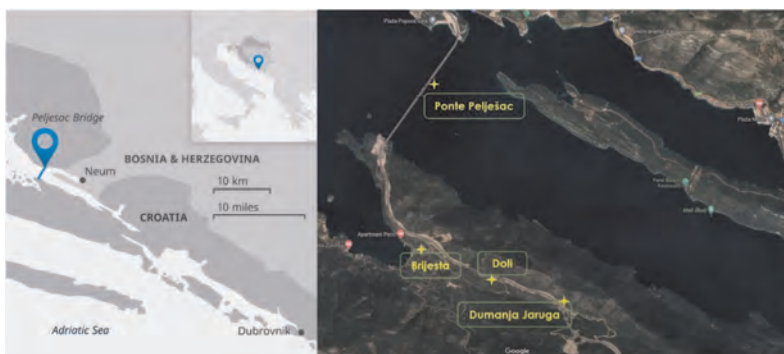 Peljesac Bridge
Neum
BOSNIA & HERZEGOVINA
10 km
10 miles
CROATIA
Adriatic Sea
Dubrovnik
Ponte Pelješac
Brijesta
Doli
Dumanja Jaruga
Google